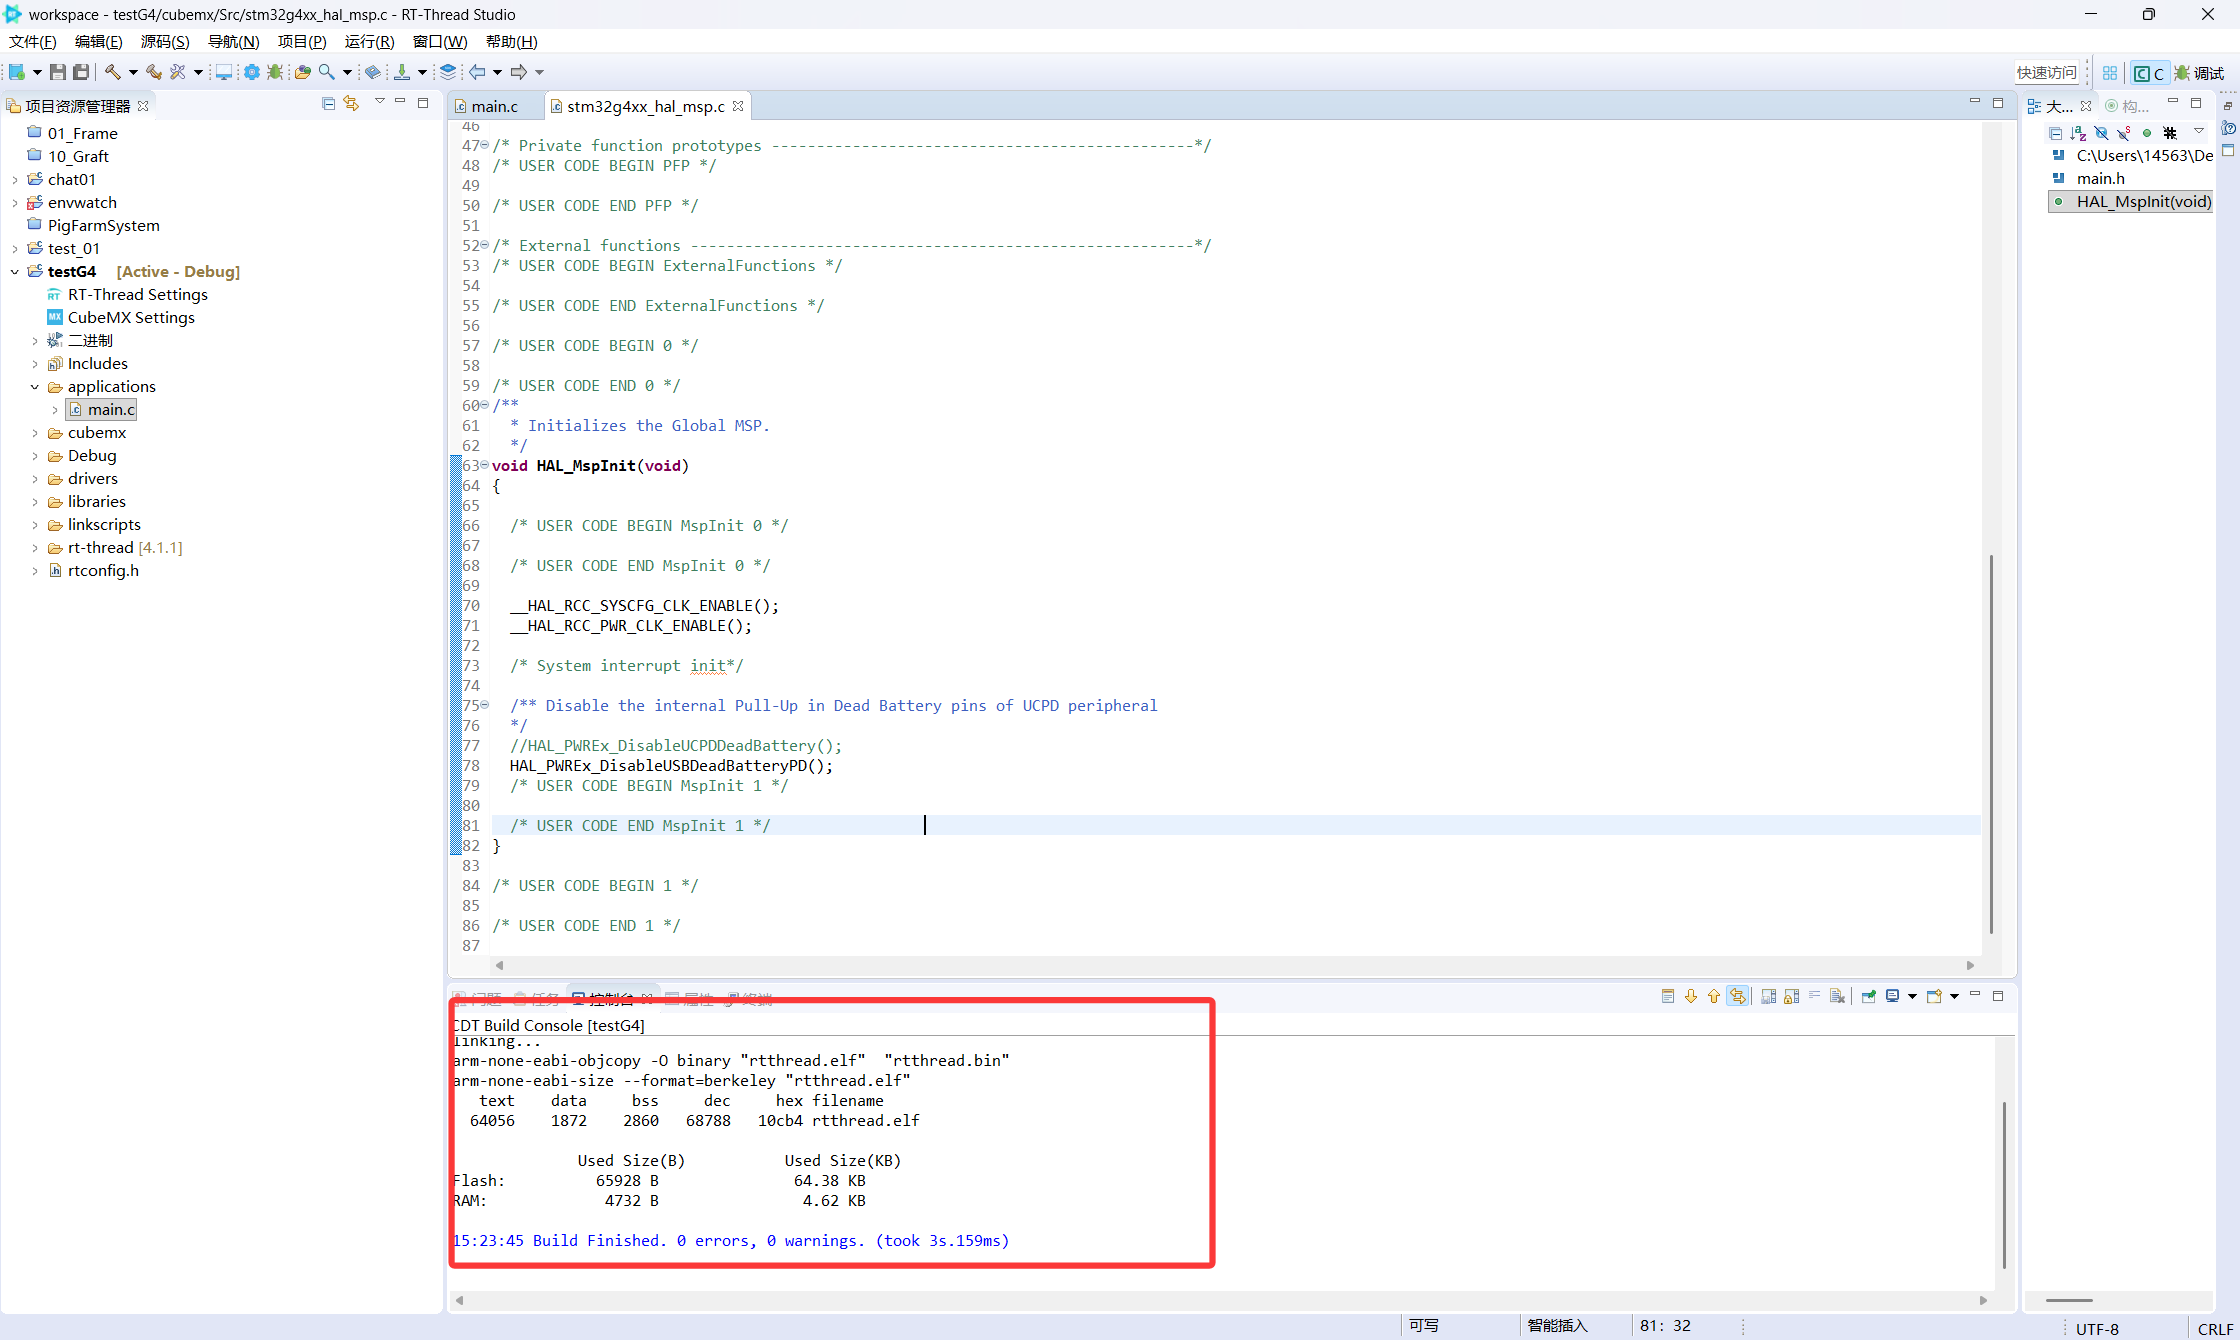 workspace - testG4/cubemx/Src/stm32g4xx_hal_msp.c - RT-Thread Studio
文件(F) 编辑(E) 源码(S) 导航(N) 项目(P) 运行(R) 窗口(W) 帮助(H)
快速访问 C 调试
项目资源管理器
01_Frame
10_Graft
chat01
envwatch
PigFarmSystem
test_01
testG4 [Active - Debug]
RT-Thread Settings
CubeMX Settings
二进制
Includes
applications
main.c
cubemx
Debug
drivers
libraries
linkscripts
rt-thread [4.1.1]
rtconfig.h
main.c stm32g4xx_hal_msp.c
46
47 /* Private function prototypes -----------------------------------------------*/
48 /* USER CODE BEGIN PFP */
49
50 /* USER CODE END PFP */
51
52 /* External functions --------------------------------------------------------*/
53 /* USER CODE BEGIN ExternalFunctions */
54
55 /* USER CODE END ExternalFunctions */
56
57 /* USER CODE BEGIN 0 */
58
59 /* USER CODE END 0 */
60 /**
61 * Initializes the Global MSP.
62 */
63 void HAL_MspInit(void)
64 {
65
66 /* USER CODE BEGIN MspInit 0 */
67
68 /* USER CODE END MspInit 0 */
69
70 __HAL_RCC_SYSCFG_CLK_ENABLE();
71 __HAL_RCC_PWR_CLK_ENABLE();
72
73 /* System interrupt init*/
74
75 /** Disable the internal Pull-Up in Dead Battery pins of UCPD peripheral
76 */
77 //HAL_PWREx_DisableUCPDDeadBattery();
78 HAL_PWREx_DisableUSBDeadBatteryPD();
79 /* USER CODE BEGIN MspInit 1 */
80
81 /* USER CODE END MspInit 1 */
82 }
83
84 /* USER CODE BEGIN 1 */
85
86 /* USER CODE END 1 */
87
大... 构...
C:\Users\14563\De
main.h
HAL_MspInit(void)
问题 任务 控制台 属性 终端
CDT Build Console [testG4]
linking...
arm-none-eabi-objcopy -O binary "rtthread.elf" "rtthread.bin"
arm-none-eabi-size --format=berkeley "rtthread.elf"
text data bss dec hex filename
64056 1872 2860 68788 10cb4 rtthread.elf
Used Size(B) Used Size(KB)
Flash: 65928 B 64.38 KB
RAM: 4732 B 4.62 KB
15:23:45 Build Finished. 0 errors, 0 warnings. (took 3s.159ms)
可写 智能插入 81: 32 UTF-8 CRLF